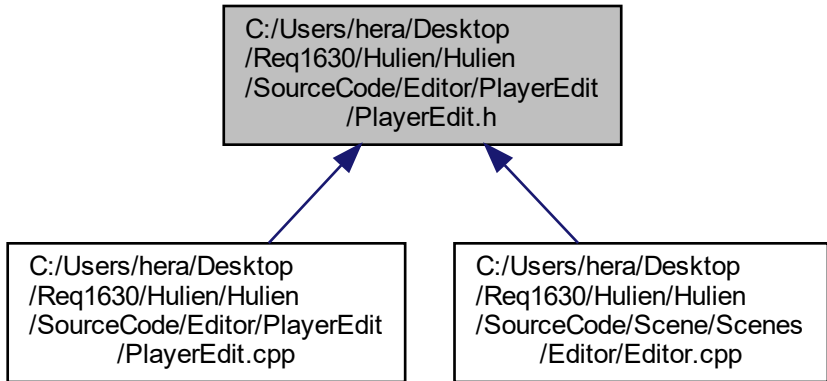 C:/Users/hera/Desktop
/Req1630/Hulien/Hulien
/SourceCode/Editor/PlayerEdit
/PlayerEdit.h
C:/Users/hera/Desktop
/Req1630/Hulien/Hulien
/SourceCode/Editor/PlayerEdit
/PlayerEdit.cpp
C:/Users/hera/Desktop
/Req1630/Hulien/Hulien
/SourceCode/Scene/Scenes
/Editor/Editor.cpp